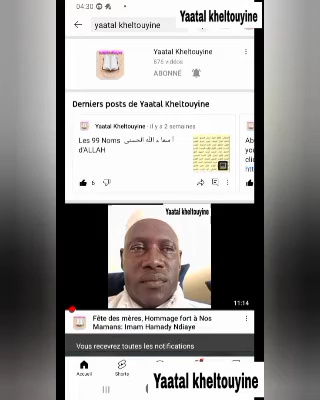 04:30
Yaatal kheltouyine
yaatal kheltouyine
Yaatal Kheltouyine
876 vidéos
ABONNÉ
Derniers posts de Yaatal Kheltouyine
Yaatal Kheltouyine · il y a 2 semaines
Les 99 Noms أسماء الله الحسنى
d'ALLAH
6
Yaatal kheltouyine
11:14
Fête des mères, Hommage fort à Nos
Mamans: Imam Hamady Ndiaye
Vous recevrez toutes les notifications
Accueil
Shorts
Yaatal kheltouyine